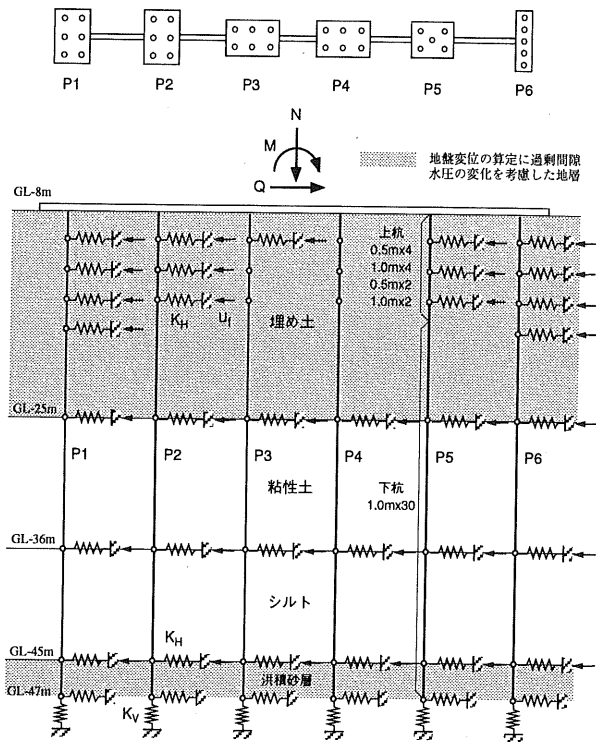 P1 P2 P3 P4 P5 P6
N
M
Q
地盤変位の算定に過剰間隙
水圧の変化を考慮した地層
GL-8m
上杭
0.5mx4
1.0mx4
0.5mx2
1.0mx2
KH Uf
埋め土
GL-25m
P1 P2 P3 P4 P5 P6
粘性土
下杭
1.0mx30
GL-36m
シルト
KH
GL-45m
洪積砂層
GL-47m
KV